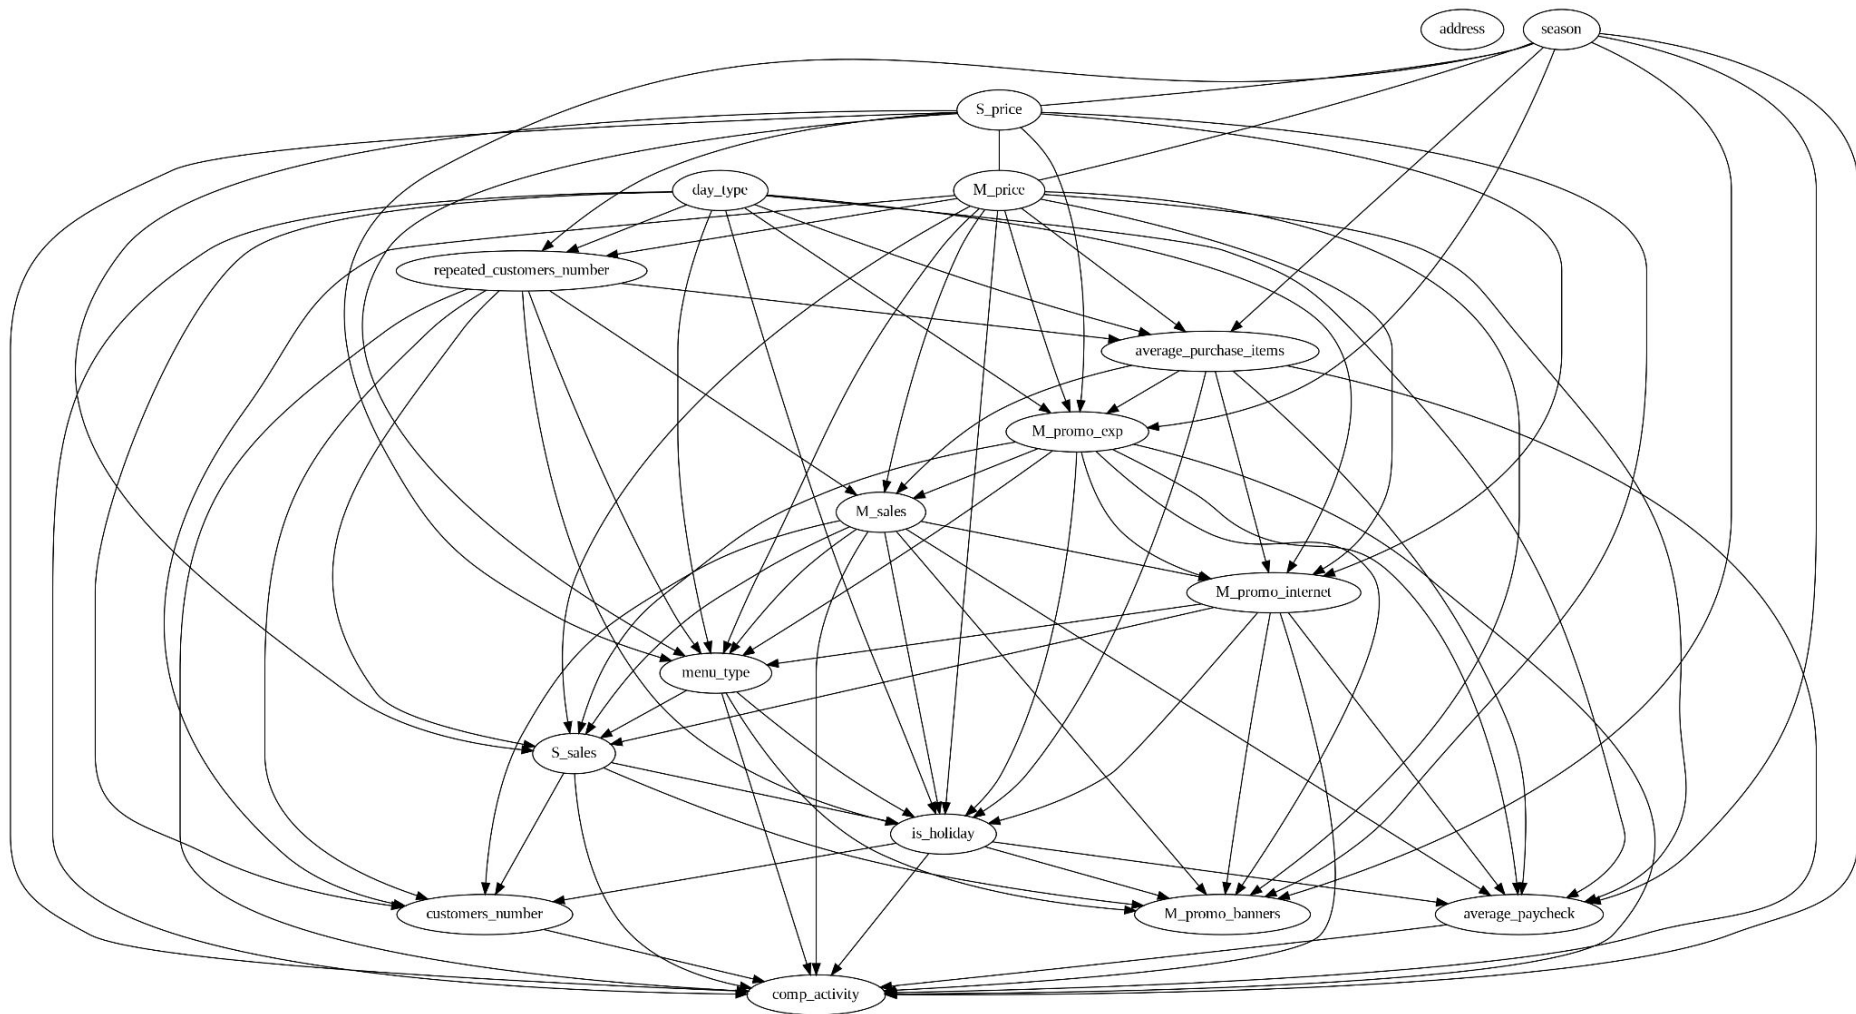 address
season
S_price
day_type
M_price
repeated_customers_number
average_purchase_items
M_promo_exp
M_sales
M_promo_internet
menu_type
S_sales
is_holiday
customers_number
M_promo_banners
average_paycheck
comp_activity